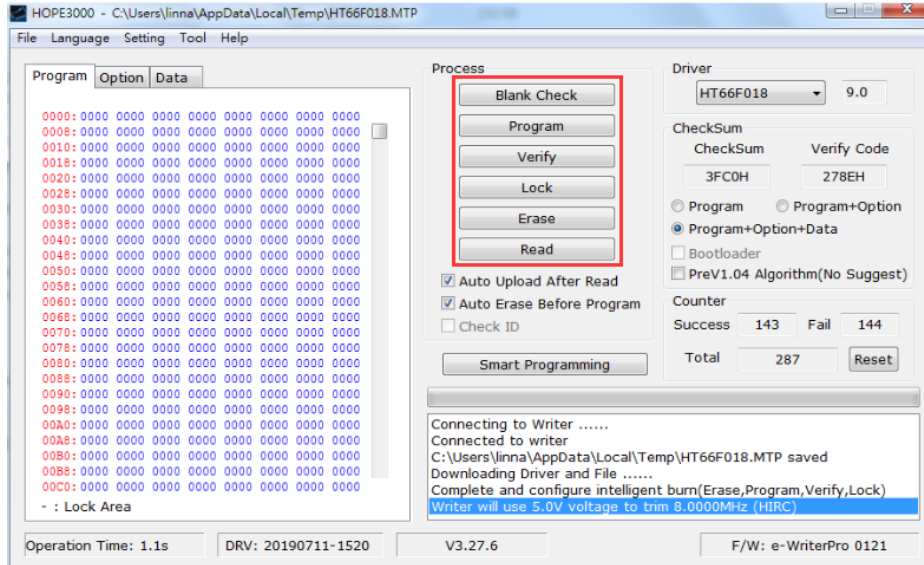 HOPE3000 - C:\Users\linna\AppData\Local\Temp\HT66F018.MTP
File Language Setting Tool Help
Program Option Data
0000:0000 0000 0000 0000 0000 0000 0000 0000
0008:0000 0000 0000 0000 0000 0000 0000 0000
0010:0000 0000 0000 0000 0000 0000 0000 0000
0018:0000 0000 0000 0000 0000 0000 0000 0000
0020:0000 0000 0000 0000 0000 0000 0000 0000
0028:0000 0000 0000 0000 0000 0000 0000 0000
0030:0000 0000 0000 0000 0000 0000 0000 0000
0038:0000 0000 0000 0000 0000 0000 0000 0000
0040:0000 0000 0000 0000 0000 0000 0000 0000
0048:0000 0000 0000 0000 0000 0000 0000 0000
0050:0000 0000 0000 0000 0000 0000 0000 0000
0058:0000 0000 0000 0000 0000 0000 0000 0000
0060:0000 0000 0000 0000 0000 0000 0000 0000
0068:0000 0000 0000 0000 0000 0000 0000 0000
0070:0000 0000 0000 0000 0000 0000 0000 0000
0078:0000 0000 0000 0000 0000 0000 0000 0000
0080:0000 0000 0000 0000 0000 0000 0000 0000
0088:0000 0000 0000 0000 0000 0000 0000 0000
0090:0000 0000 0000 0000 0000 0000 0000 0000
0098:0000 0000 0000 0000 0000 0000 0000 0000
00A0:0000 0000 0000 0000 0000 0000 0000 0000
00A8:0000 0000 0000 0000 0000 0000 0000 0000
00B0:0000 0000 0000 0000 0000 0000 0000 0000
00B8:0000 0000 0000 0000 0000 0000 0000 0000
00C0:0000 0000 0000 0000 0000 0000 0000 0000
- : Lock Area
Process
Blank Check
Program
Verify
Lock
Erase
Read
Auto Upload After Read
Auto Erase Before Program
Check ID
Smart Programming
Driver
HT66F018 9.0
CheckSum
CheckSum Verify Code
3FC0H 278EH
Program Program+Option
Program+Option+Data
Bootloader
PreV1.04 Algorithm(No Suggest)
Counter
Success 143 Fail 144
Total 287 Reset
Connecting to Writer ......
Connected to writer
C:\Users\linna\AppData\Local\Temp\HT66F018.MTP saved
Downloading Driver and File ......
Complete and configure intelligent burn(Erase,Program,Verify,Lock)
Writer will use 5.0V voltage to trim 8.0000MHz (HIRC)
Operation Time: 1.1s DRV: 20190711-1520 V3.27.6 F/W: e-WriterPro 0121